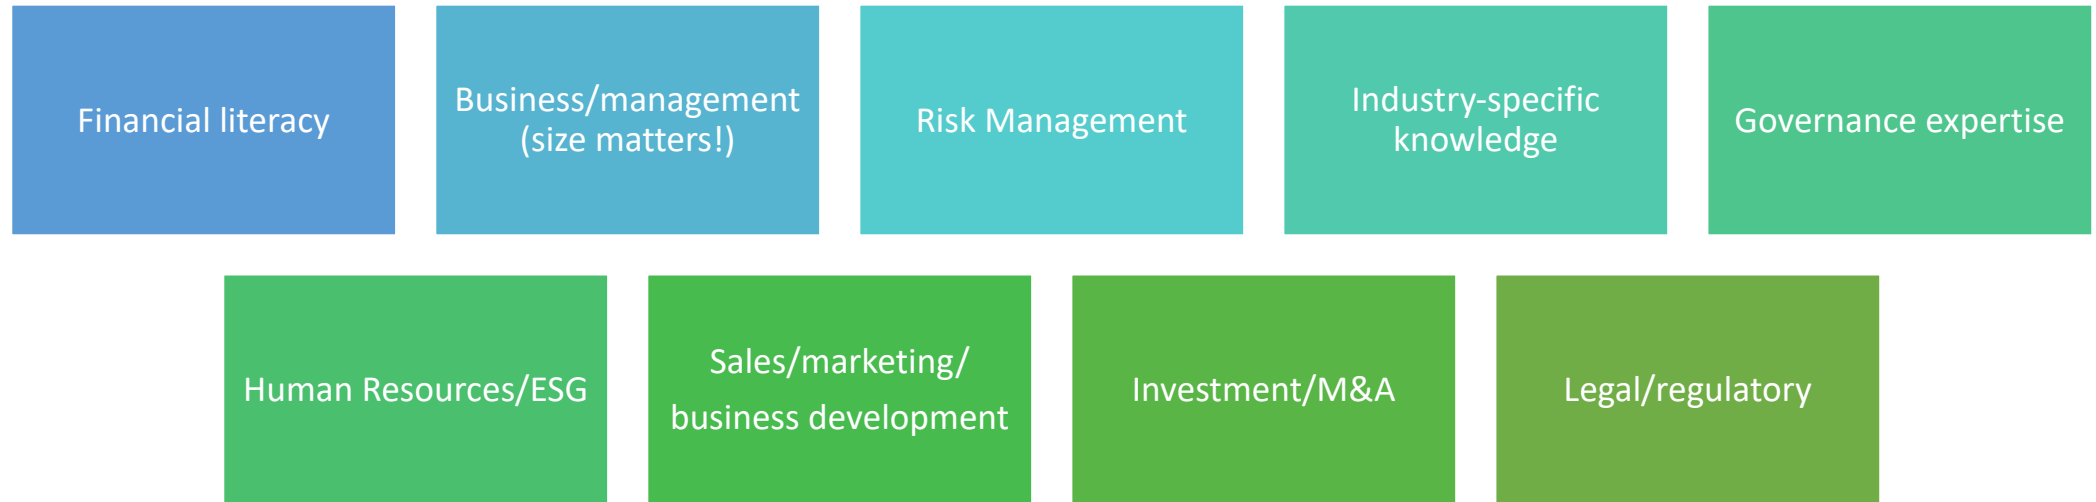 Financial literacy
Business/management
(size matters!)
Risk Management
Industry-specific
knowledge
Governance expertise
Human Resources/ESG
Sales/marketing/
business development
Investment/M&A
Legal/regulatory